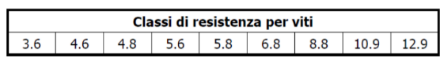 Classi di resistenza per viti
3.6 4.6 4.8 5.6 5.8 6.8 8.8 10.9 12.9